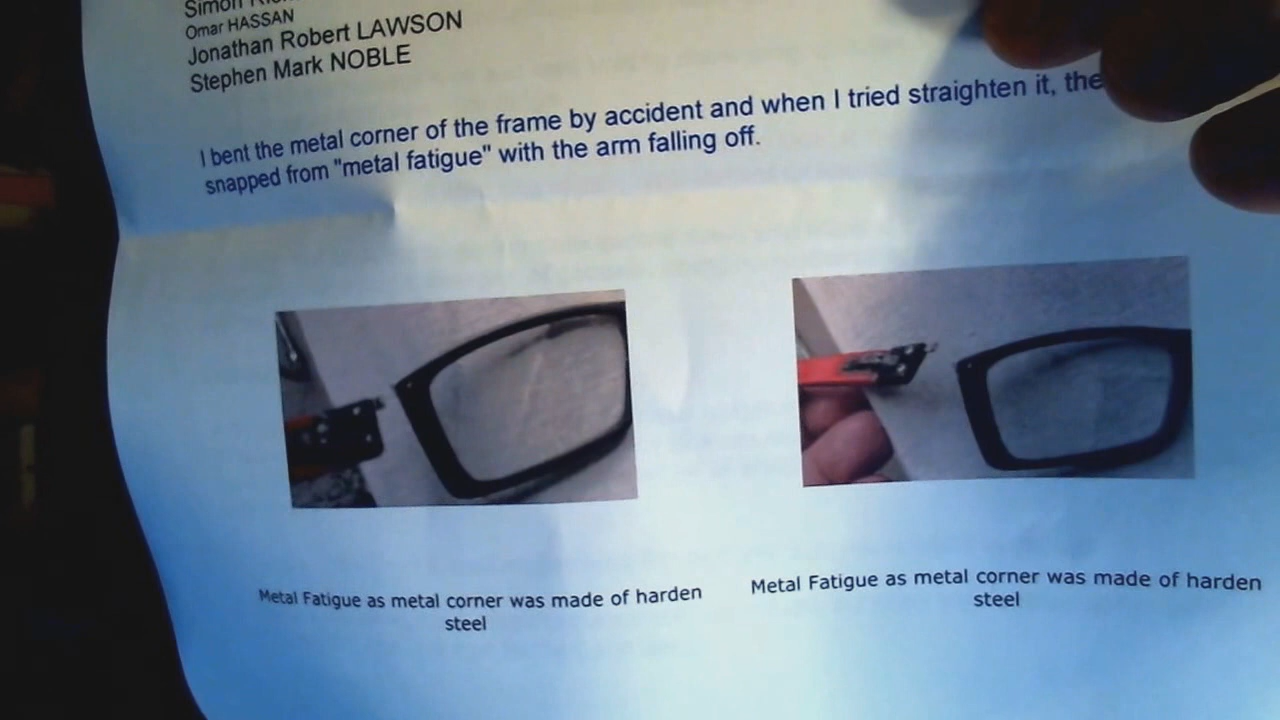 Simon
Omar HASSAN
Jonathan Robert LAWSON
Stephen Mark NOBLE
I bent the metal corner of the frame by accident and when I tried straighten it, the
snapped from "metal fatigue" with the arm falling off.
Metal Fatigue as metal corner was made of harden
steel
Metal Fatigue as metal corner was made of harden
steel